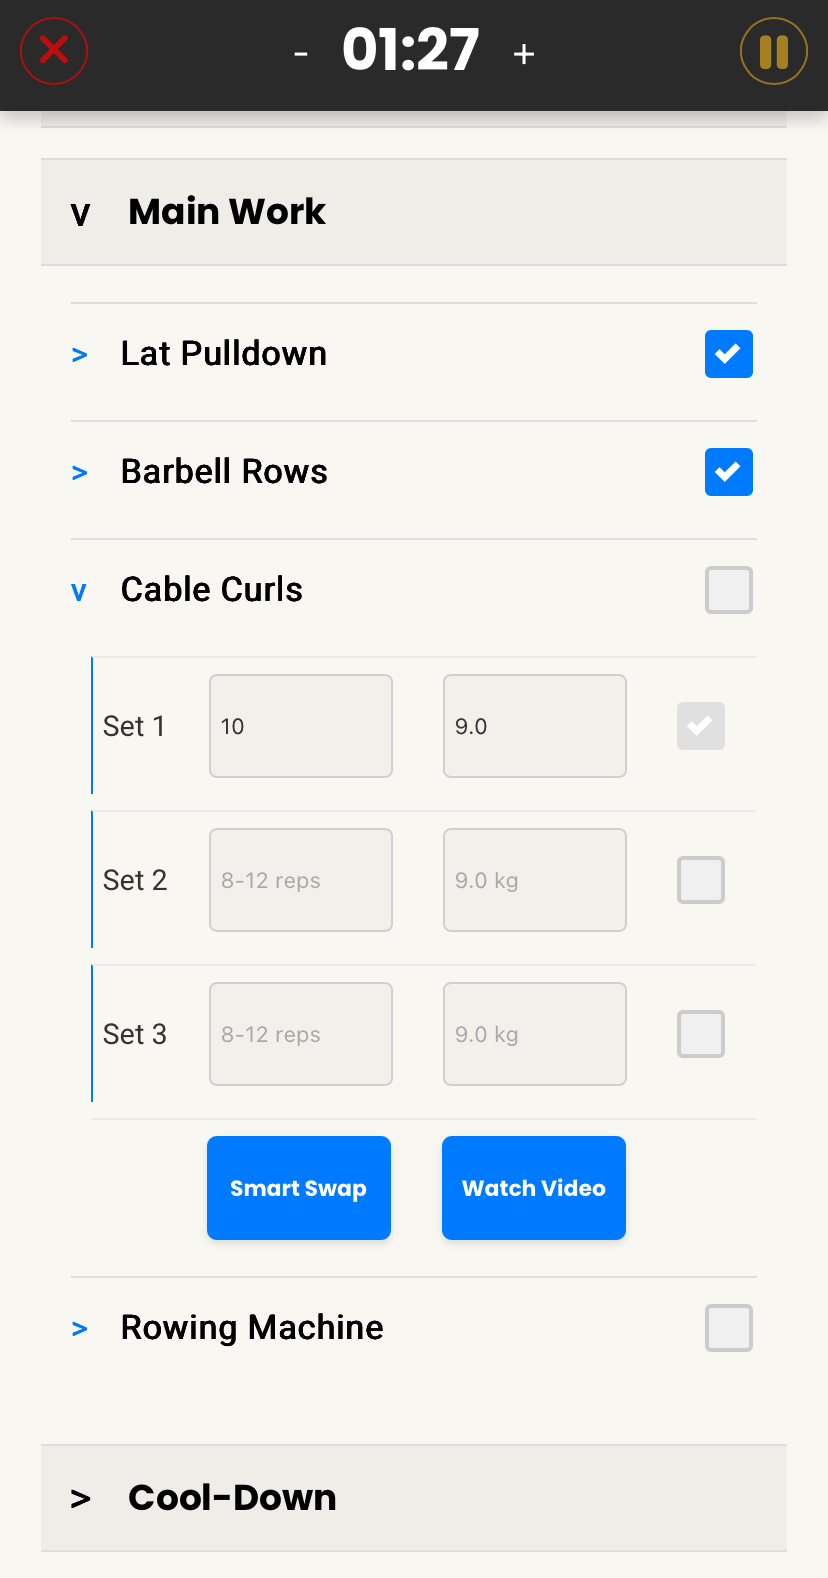 - 01:27 +
v Main Work
> Lat Pulldown
> Barbell Rows
v Cable Curls
Set 1 10 9.0
Set 2 8-12 reps 9.0 kg
Set 3 8-12 reps 9.0 kg
Smart Swap Watch Video
> Rowing Machine
> Cool-Down